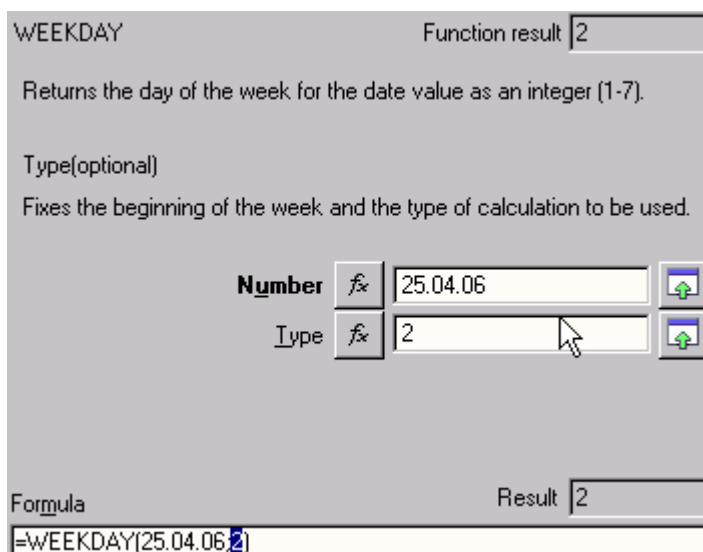 WEEKDAY Function result 2
Returns the day of the week for the date value as an integer (1-7).
Type(optional)
Fixes the beginning of the week and the type of calculation to be used.
Number fx 25.04.06
Type fx 2
Formula Result 2
=WEEKDAY(25.04.06;2)